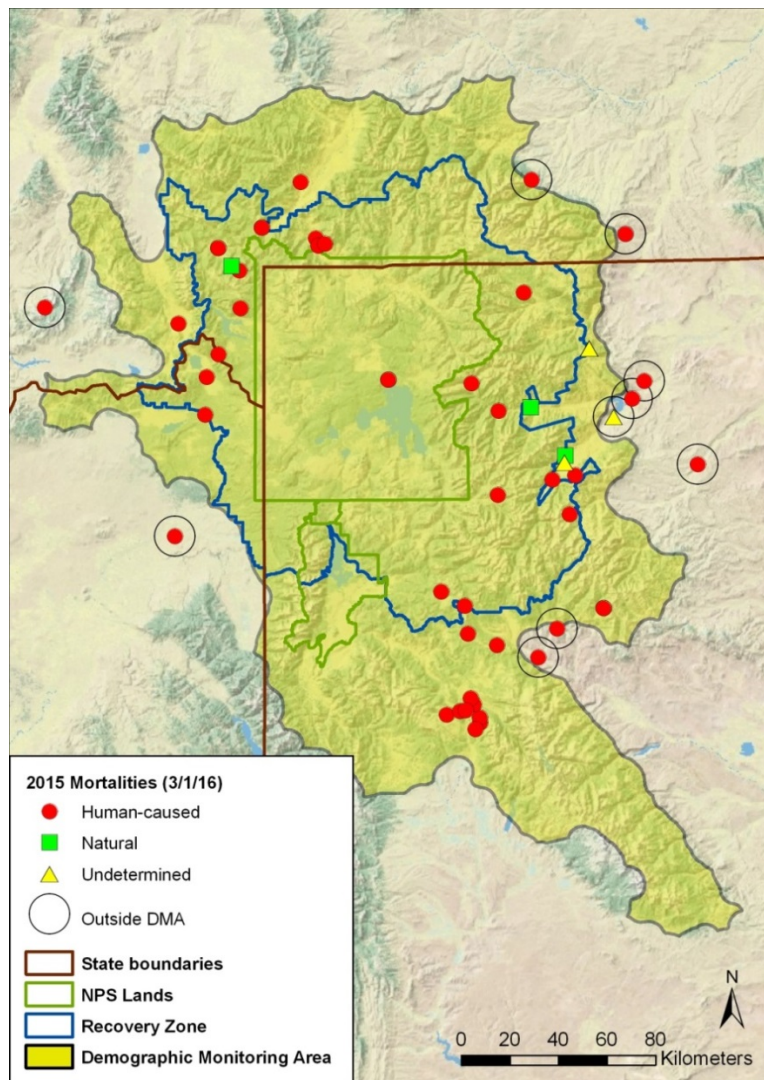 2015 Mortalities (3/1/16)
Human-caused
Natural
Undetermined
Outside DMA
State boundaries
NPS Lands
Recovery Zone
Demographic Monitoring Area
N
0 20 40 60 80
Kilometers